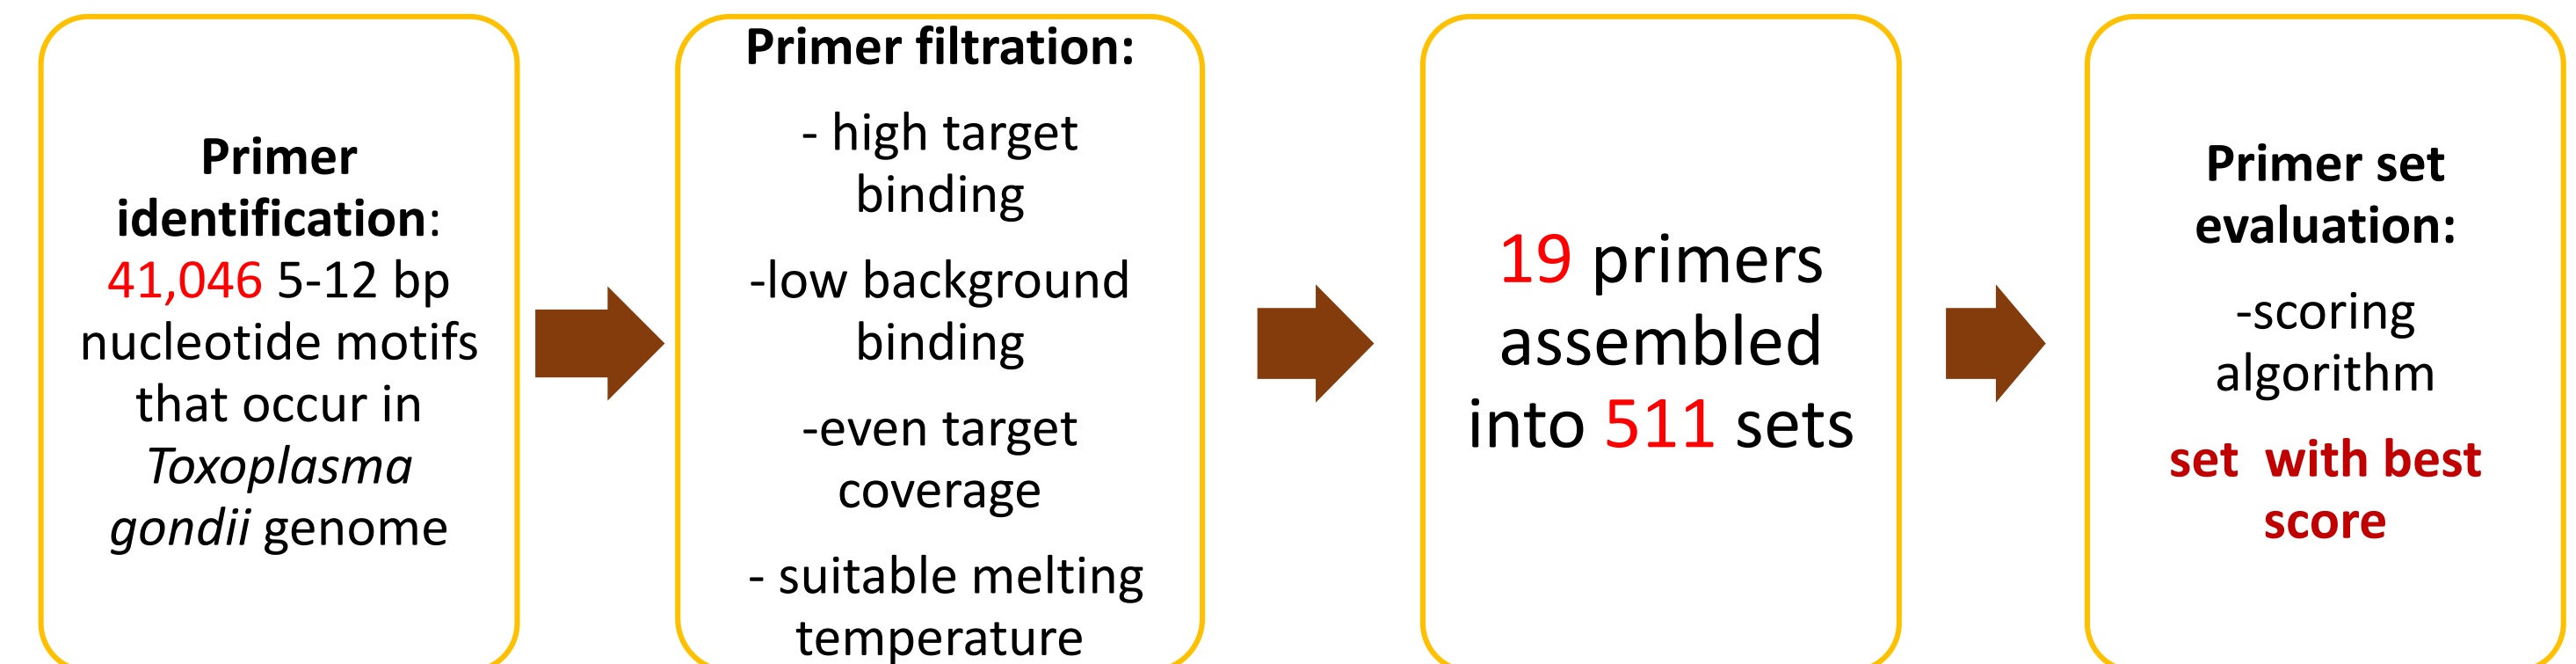 Primer
identification:
41,046 5-12 bp
nucleotide motifs
that occur in
Toxoplasma
gondii genome
Primer filtration:
- high target
binding
-low background
binding
-even target
coverage
- suitable melting
temperature
19 primers
assembled
into 511 sets
Primer set
evaluation:
-scoring
algorithm
set  with best
score